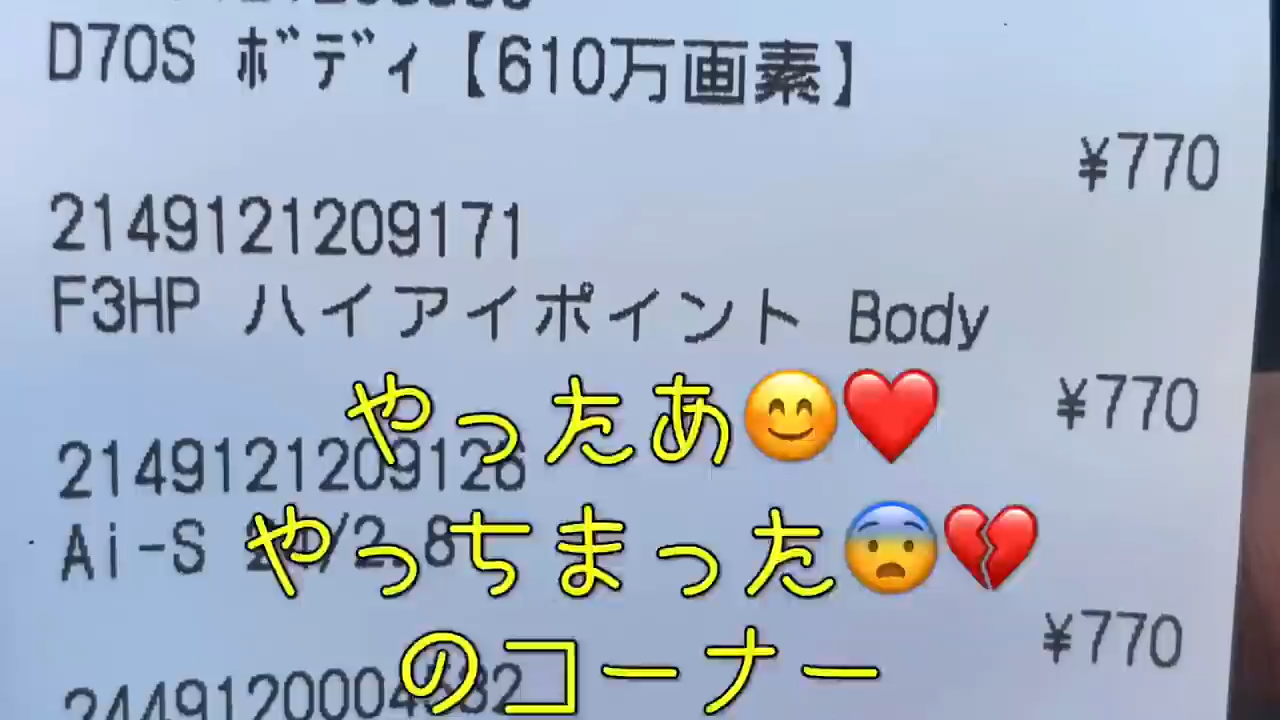 D70S ボディ【610万画素】
¥770
2149121209171
F3HP ハイアイポイント Body
¥770
やったあ😊❤️
2149121209126
やっちまった😨💔
Ai-S
¥770
のコーナー